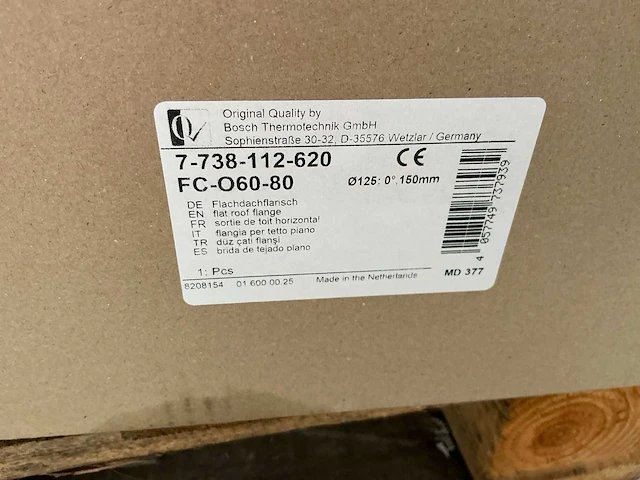 Original Quality by
Bosch Thermotechnik GmbH
Sophienstraße 30-32, D-35576 Wetzlar / Germany
7-738-112-620 CE
FC-O60-80 Ø125: 0°,150mm
DE Flachdachflansch
EN flat roof flange
FR sortie de toit horizontal
IT flangia per tetto piano
TR düz çati flanşi
ES brida de tejado plano
1: Pcs
8208154 01 600 00.25 Made in the Netherlands MD 377
4 057749 737939